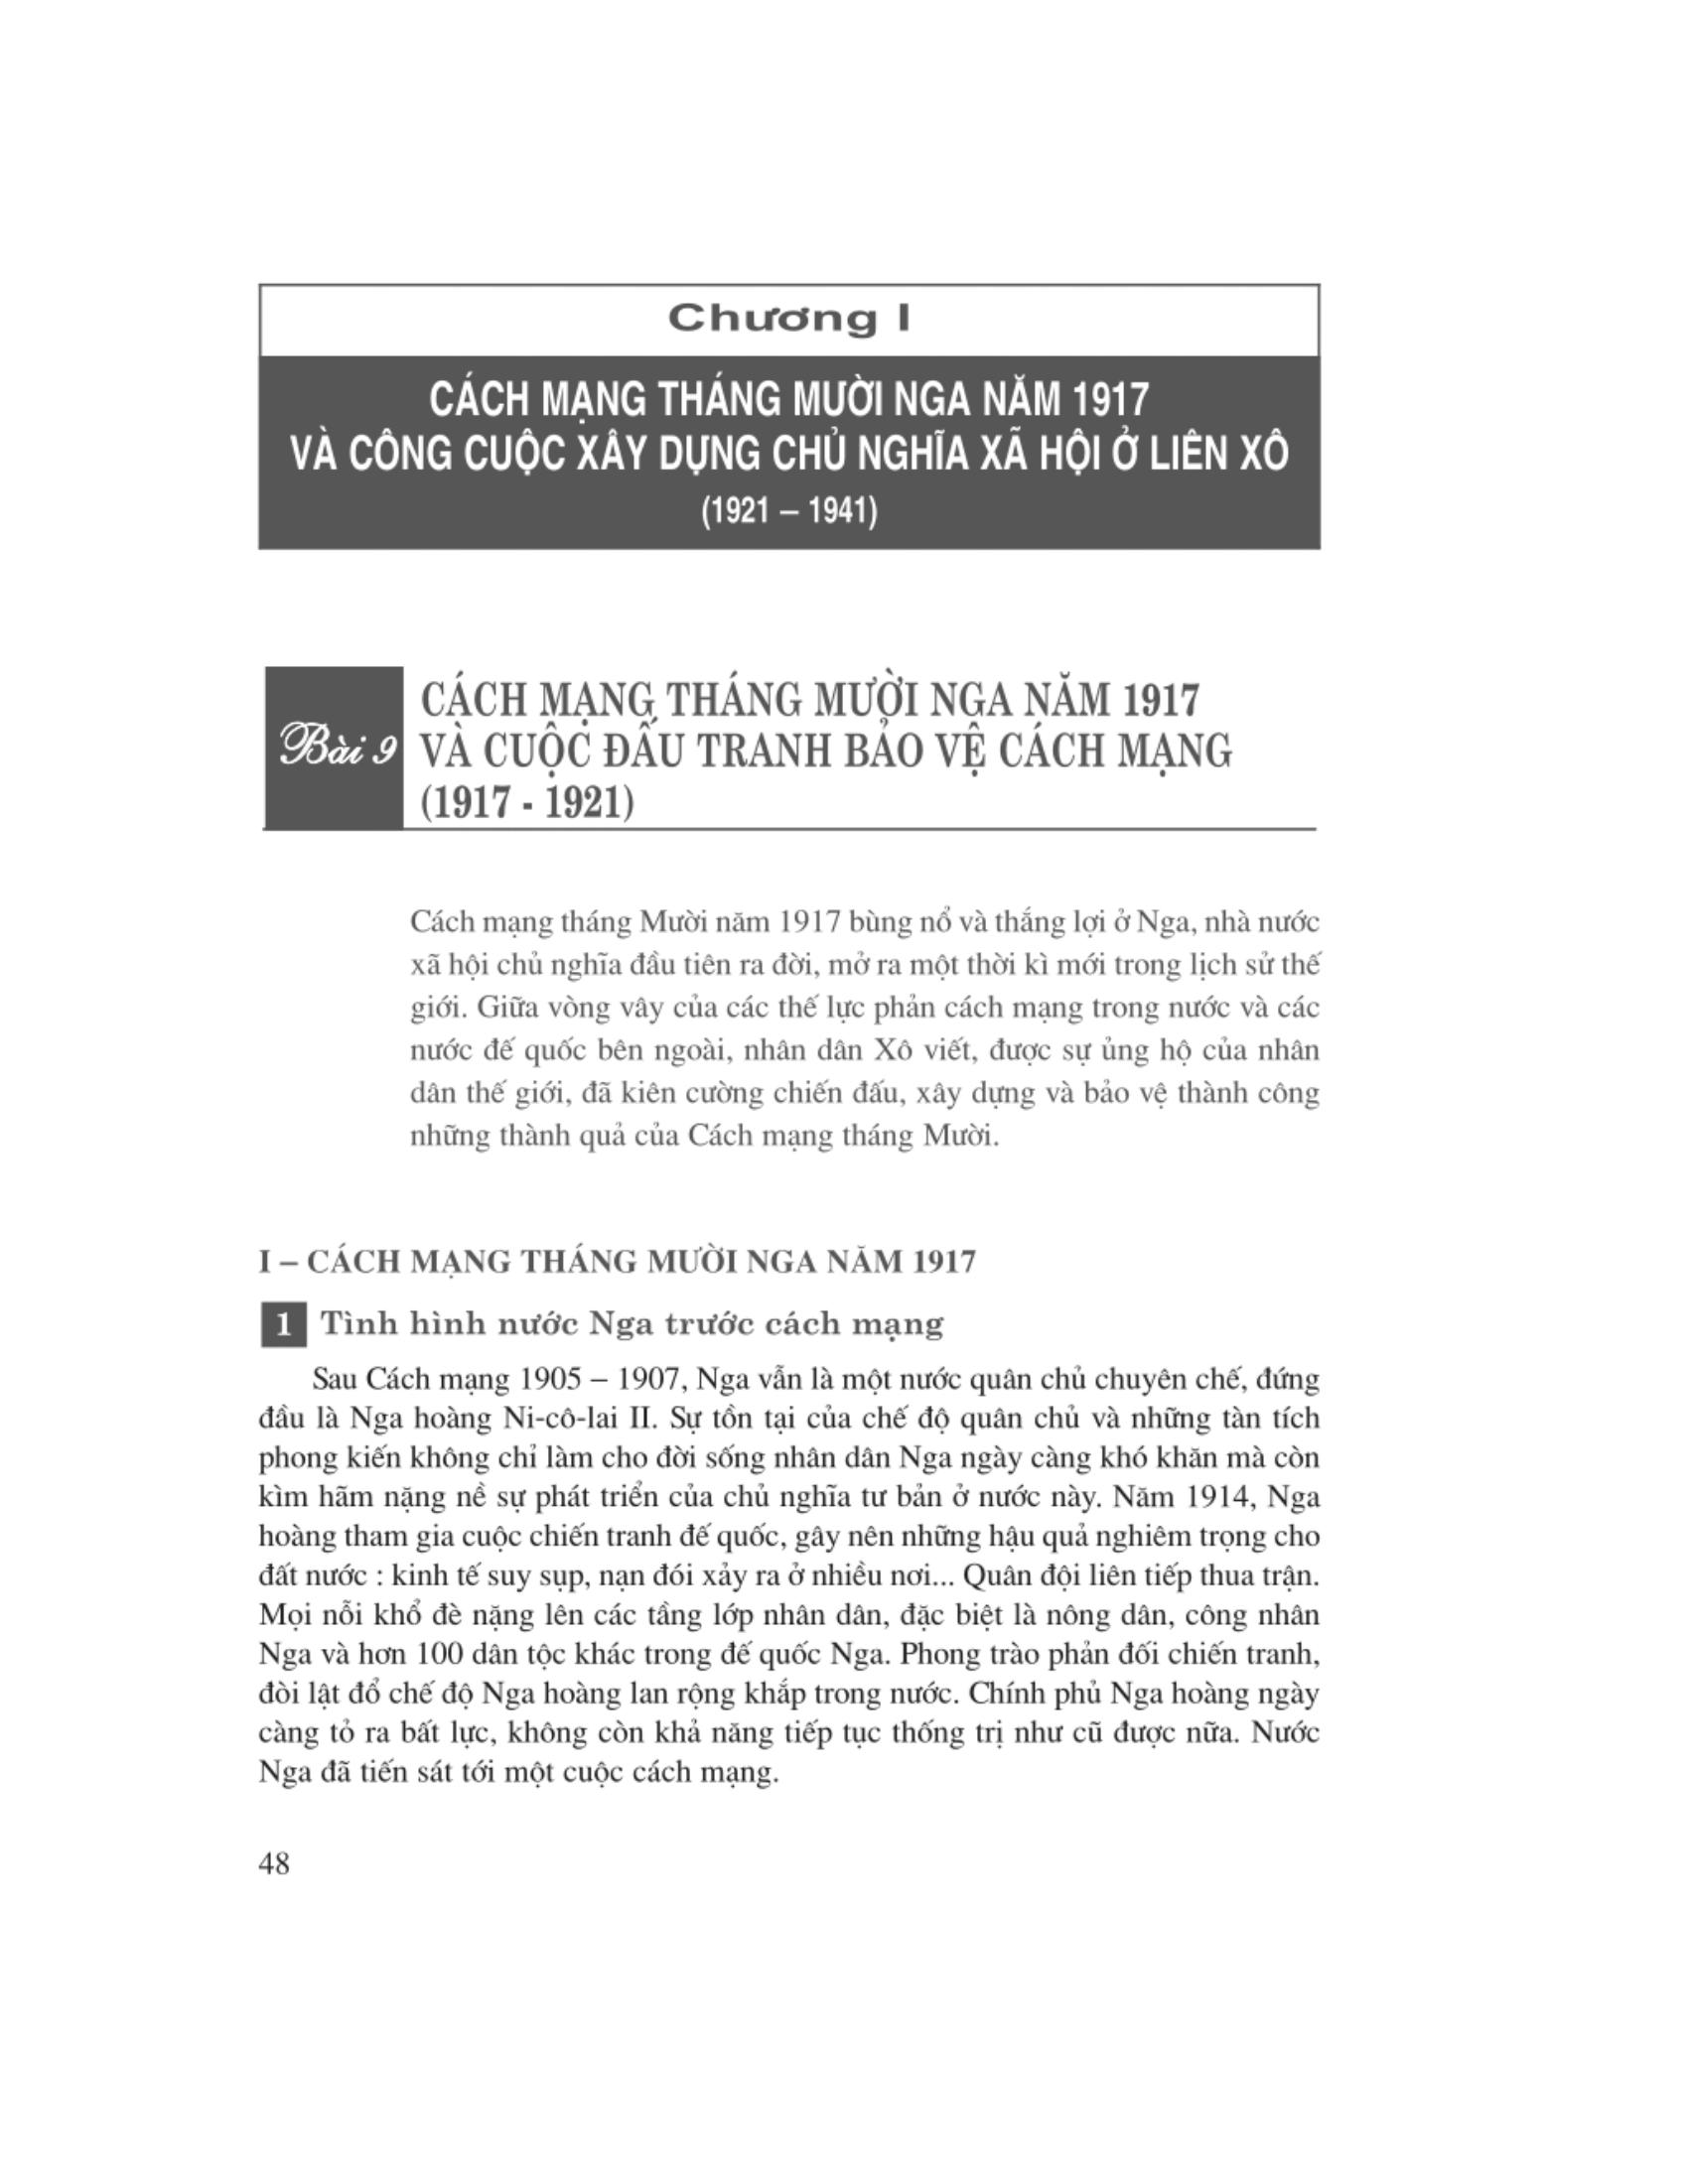 Chương I
CÁCH MẠNG THÁNG MƯỜI NGA NĂM 1917
VÀ CÔNG CUỘC XÂY DỰNG CHỦ NGHĨA XÃ HỘI Ở LIÊN XÔ
(1921 – 1941)
Bài 9
CÁCH MẠNG THÁNG MƯỜI NGA NĂM 1917
VÀ CUỘC ĐẤU TRANH BẢO VỆ CÁCH MẠNG
(1917 - 1921)
Cách mạng tháng Mười năm 1917 bùng nổ và thắng lợi ở Nga, nhà nước
xã hội chủ nghĩa đầu tiên ra đời, mở ra một thời kì mới trong lịch sử thế
giới. Giữa vòng vây của các thế lực phản cách mạng trong nước và các
nước đế quốc bên ngoài, nhân dân Xô viết, được sự ủng hộ của nhân
dân thế giới, đã kiên cường chiến đấu, xây dựng và bảo vệ thành công
những thành quả của Cách mạng tháng Mười.
I – CÁCH MẠNG THÁNG MƯỜI NGA NĂM 1917
1 Tình hình nước Nga trước cách mạng
Sau Cách mạng 1905 – 1907, Nga vẫn là một nước quân chủ chuyên chế, đứng
đầu là Nga hoàng Ni-cô-lai II. Sự tồn tại của chế độ quân chủ và những tàn tích
phong kiến không chỉ làm cho đời sống nhân dân Nga ngày càng khó khăn mà còn
kìm hãm nặng nề sự phát triển của chủ nghĩa tư bản ở nước này. Năm 1914, Nga
hoàng tham gia cuộc chiến tranh đế quốc, gây nên những hậu quả nghiêm trọng cho
đất nước : kinh tế suy sụp, nạn đói xảy ra ở nhiều nơi... Quân đội liên tiếp thua trận.
Mọi nỗi khổ đè nặng lên các tầng lớp nhân dân, đặc biệt là nông dân, công nhân
Nga và hơn 100 dân tộc khác trong đế quốc Nga. Phong trào phản đối chiến tranh,
đòi lật đổ chế độ Nga hoàng lan rộng khắp trong nước. Chính phủ Nga hoàng ngày
càng tỏ ra bất lực, không còn khả năng tiếp tục thống trị như cũ được nữa. Nước
Nga đã tiến sát tới một cuộc cách mạng.
48